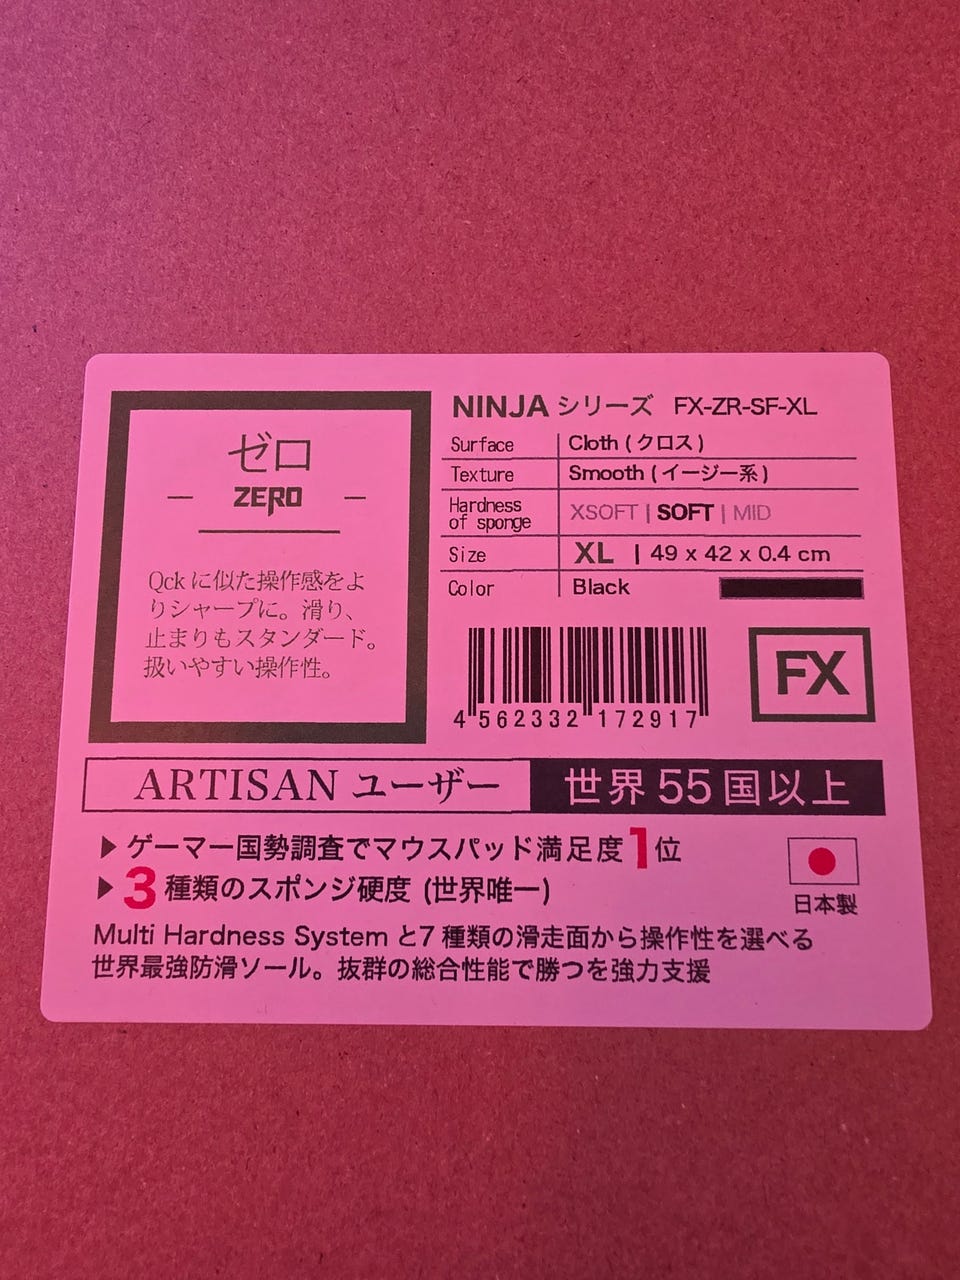 ゼロ
ZERO
Qck に似た操作感をよ
りシャープに。滑り、
止まりもスタンダード。
扱いやすい操作性。
NINJA シリーズ FX-ZR-SF-XL
Surface Cloth ( クロス )
Texture Smooth ( イージー系 )
Hardness of sponge XSOFT | SOFT | MID
Size XL | 49 x 42 x 0.4 cm
Color Black
4 562332 172917
FX
ARTISAN ユーザー 世界 55 国以上
▶ ゲーマー国勢調査でマウスパッド満足度 1 位
▶ 3 種類のスポンジ硬度 (世界唯一)
日本製
Multi Hardness System と7 種類の滑走面から操作性を選べる
世界最強防滑ソール。抜群の総合性能で勝つを強力支援